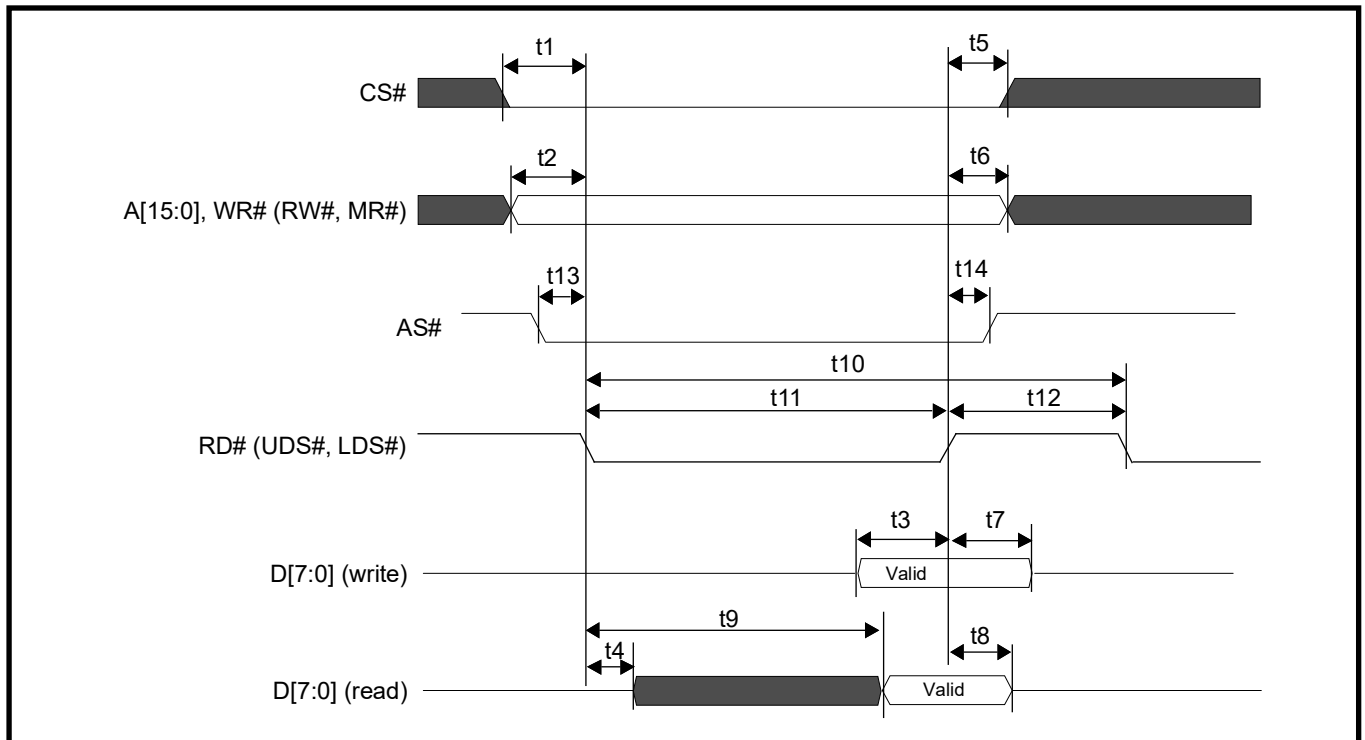 t1
t5
CS#
t2
t6
A[15:0], WR# (RW#, MR#)
t13
t14
AS#
t10
t11
t12
RD# (UDS#, LDS#)
t3
t7
D[7:0] (write)
Valid
t9
t4
t8
D[7:0] (read)
Valid